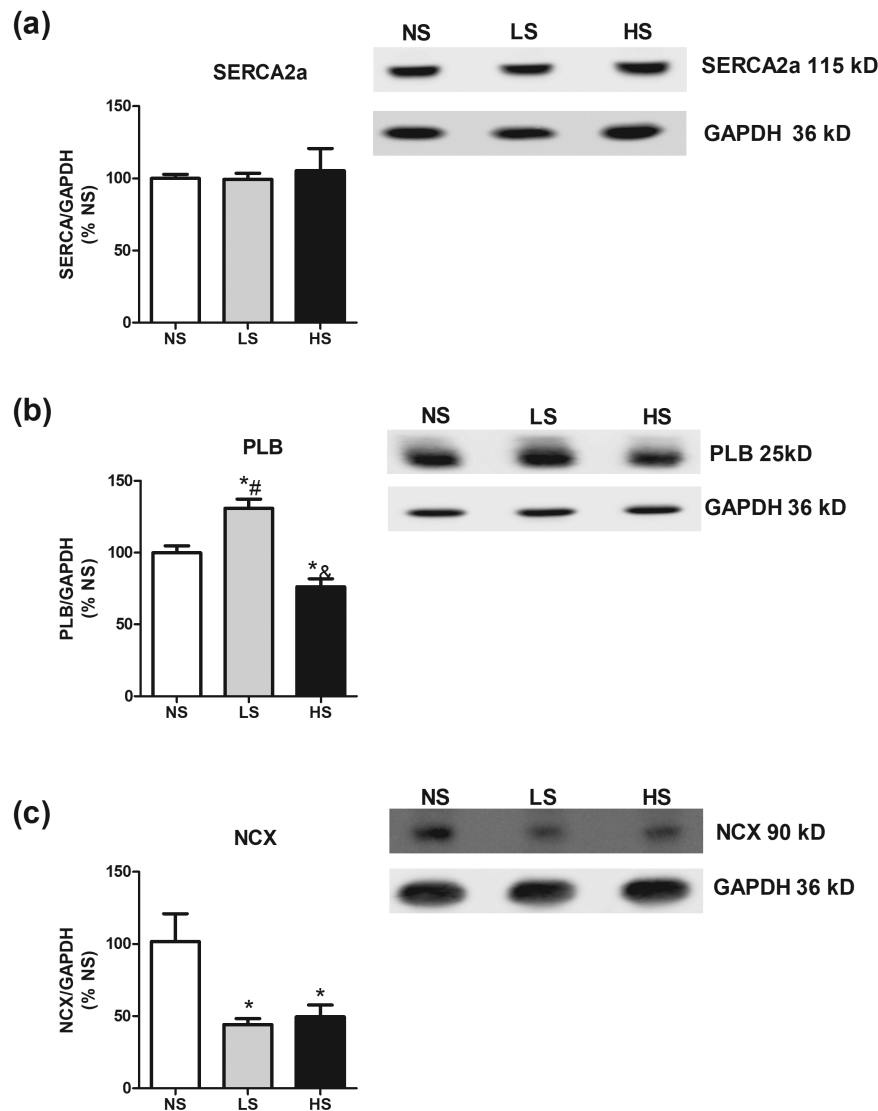 (a)
NS LS HS
SERCA2a
SERCA2a 115 kD
GAPDH 36 kD
SERCA/GAPDH
(% NS)
150
100
50
0
NS LS HS
(b)
NS LS HS
PLB
PLB 25kD
GAPDH 36 kD
PLB/GAPDH
(% NS)
150
100
50
0
*#
*&
NS LS HS
(c)
NS LS HS
NCX
NCX 90 kD
GAPDH 36 kD
NCX/GAPDH
(% NS)
150
100
50
0
* *
NS LS HS